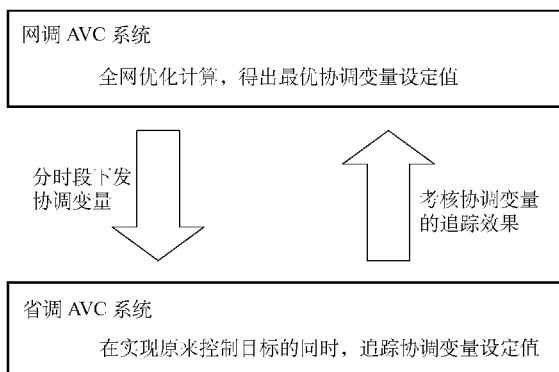 网调 AVC 系统
全网优化计算，得出最优协调变量设定值
分时段下发
协调变量
考核协调变量
的追踪效果
省调 AVC 系统
在实现原来控制目标的同时，追踪协调变量设定值